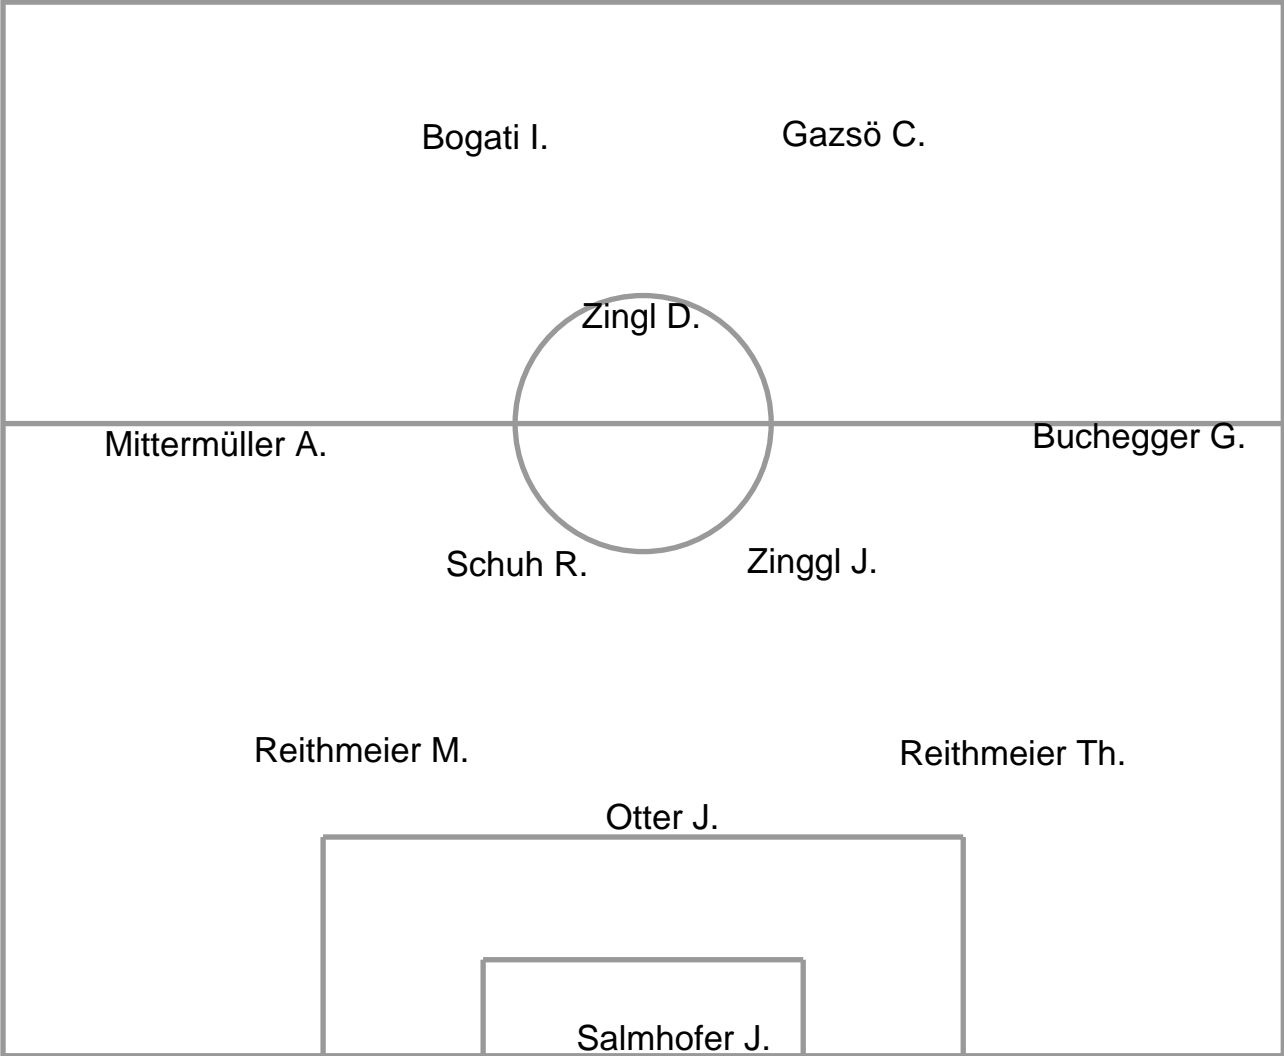 Bogati I.
Gazsö C.
Zingl D.
Mittermüller A.
Buchegger G.
Schuh R.
Zinggl J.
Reithmeier M.
Reithmeier Th.
Otter J.
Salmhofer J.